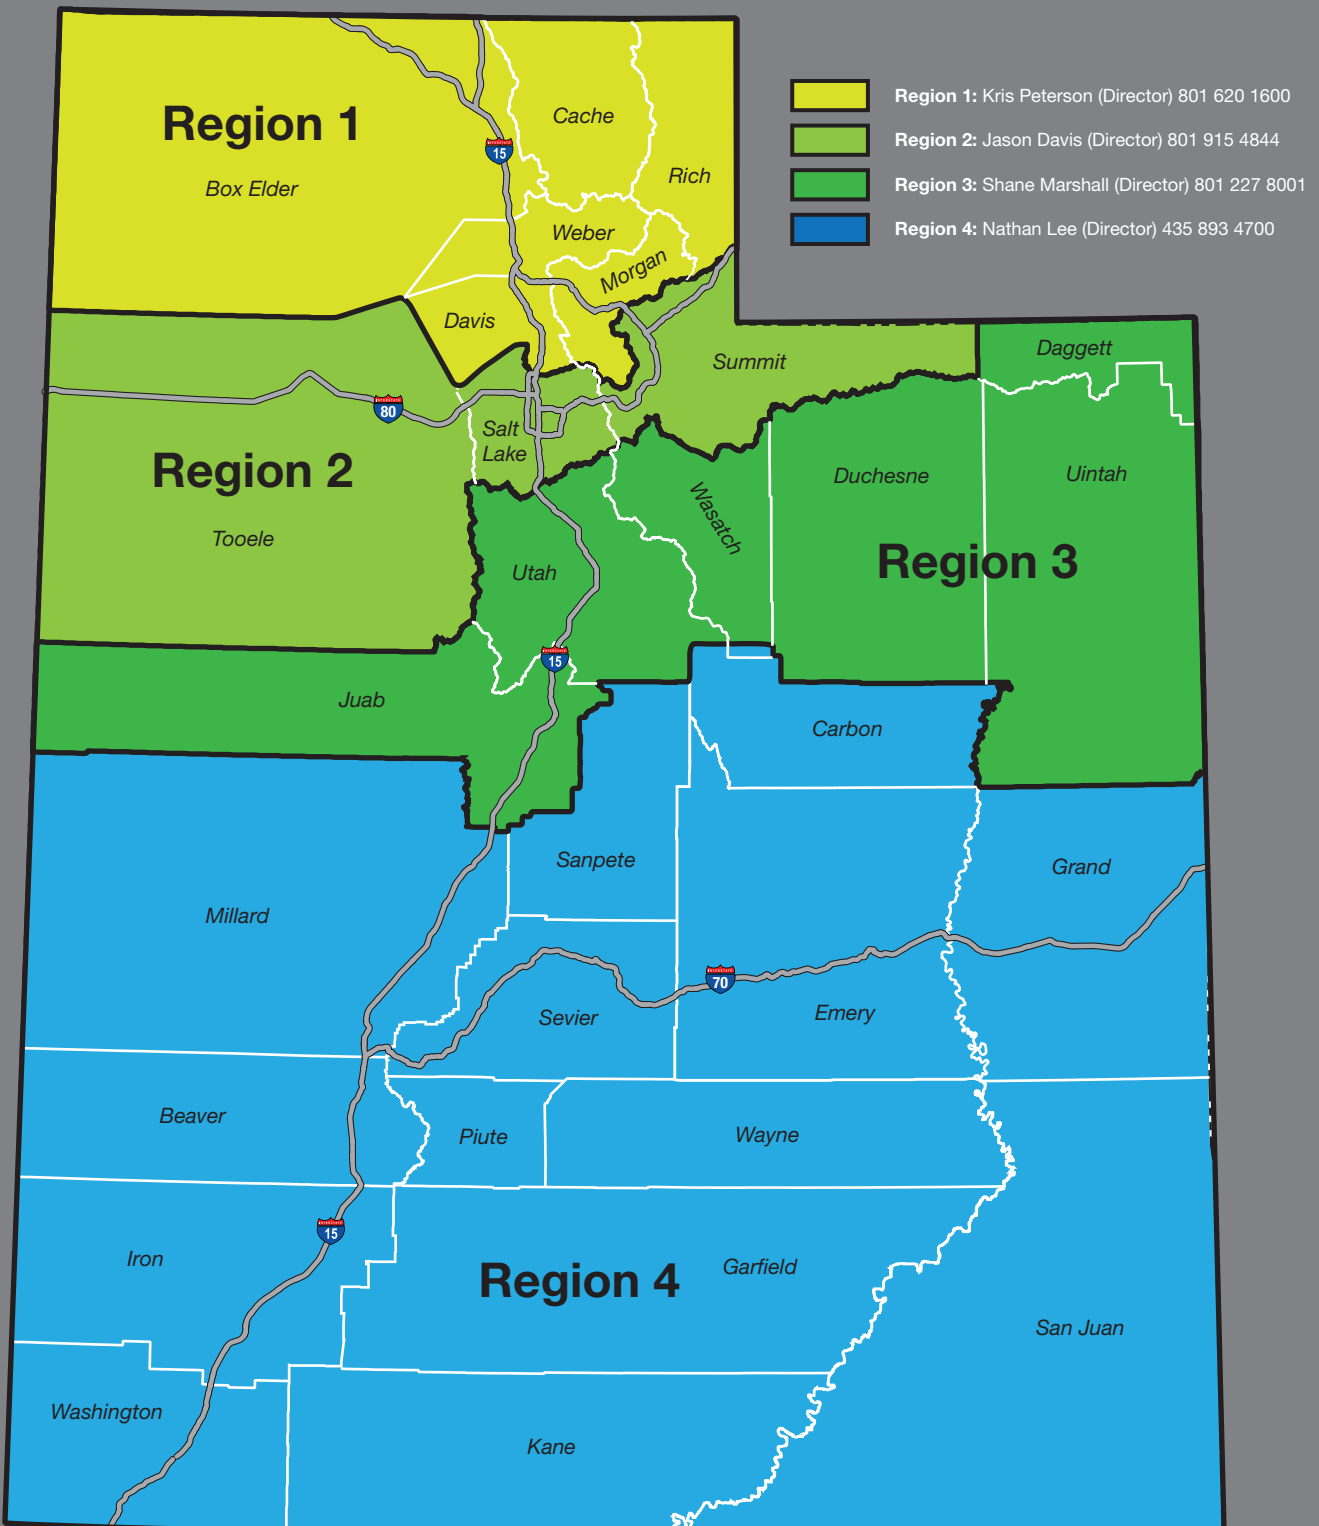 Region 1
Box Elder
Cache
Rich
15
Weber
Morgan
Davis
Region 1: Kris Peterson (Director) 801 620 1600
Region 2: Jason Davis (Director) 801 915 4844
Region 3: Shane Marshall (Director) 801 227 8001
Region 4: Nathan Lee (Director) 435 893 4700
Summit
Daggett
80
Salt
Lake
Region 2
Tooele
Wasatch
Duchesne
Uintah
Region 3
Utah
15
Juab
Carbon
Sanpete
Grand
Millard
70
Sevier
Emery
Beaver
Piute
Wayne
15
Iron
Region 4
Garfield
San Juan
Washington
Kane